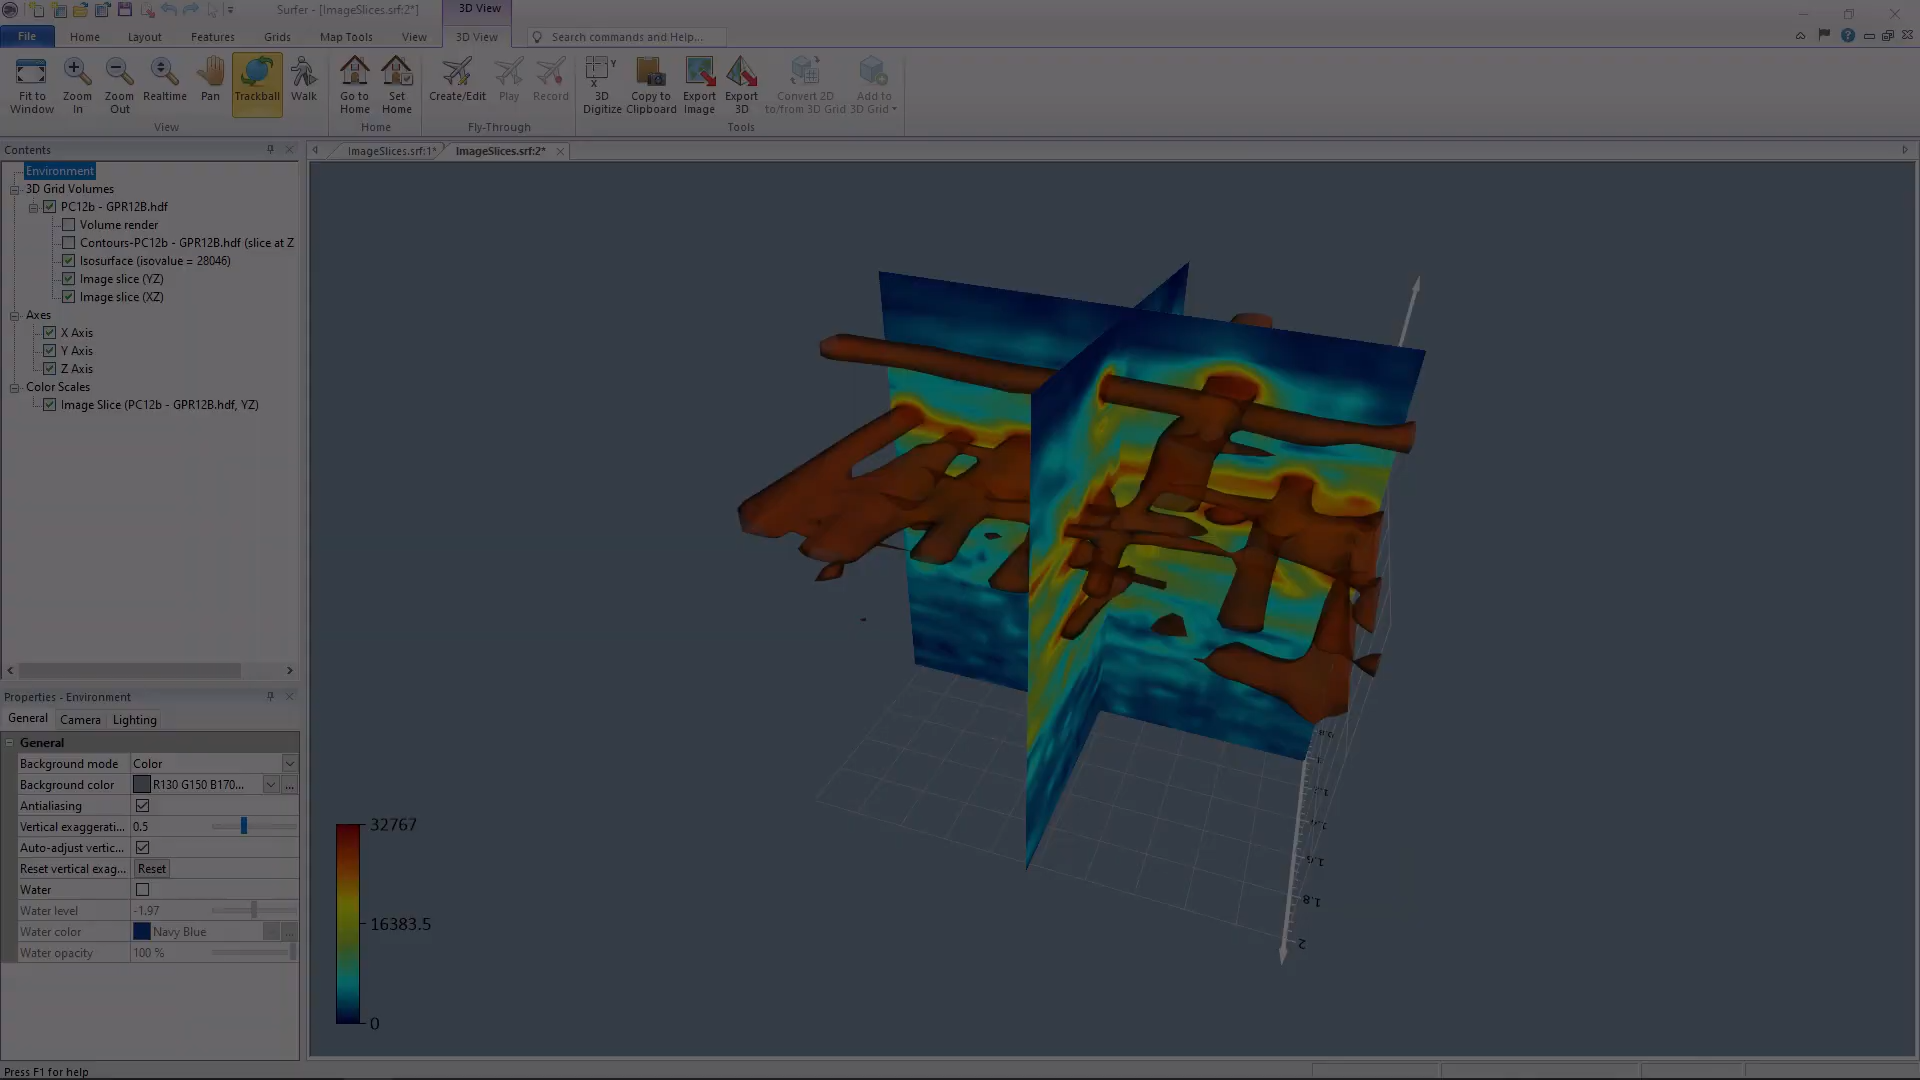 Surfer - [ImageSlices.srf:2*]
3D View
File
Home
Layout
Features
Grids
Map Tools
View
3D View
Search commands and Help...
Fit to Window
Zoom In
Zoom Out
Realtime
Pan
Trackball
Walk
Go to Home
Set Home
Create/Edit
Play
Record
3D Digitize
Copy to Clipboard
Export Image
Export 3D
Convert 2D to/from 3D Grid
Add to 3D Grid
View
Home
Fly-Through
Tools
Contents
ImageSlices.srf:1*
ImageSlices.srf:2*
Environment
3D Grid Volumes
PC12b - GPR12B.hdf
Volume render
Contours-PC12b - GPR12B.hdf (slice at Z
Isosurface (isovalue = 28046)
Image slice (YZ)
Image slice (XZ)
Axes
X Axis
Y Axis
Z Axis
Color Scales
Image Slice (PC12b - GPR12B.hdf, YZ)
Properties - Environment
General
Camera
Lighting
General
Background mode Color
Background color R130 G150 B170...
Antialiasing
Vertical exaggerati... 0.5
Auto-adjust vertic...
Reset vertical exag... Reset
Water
Water level -1.97
Water color Navy Blue
Water opacity 100 %
32767
16383.5
0
1.6
1.8
2
Press F1 for help